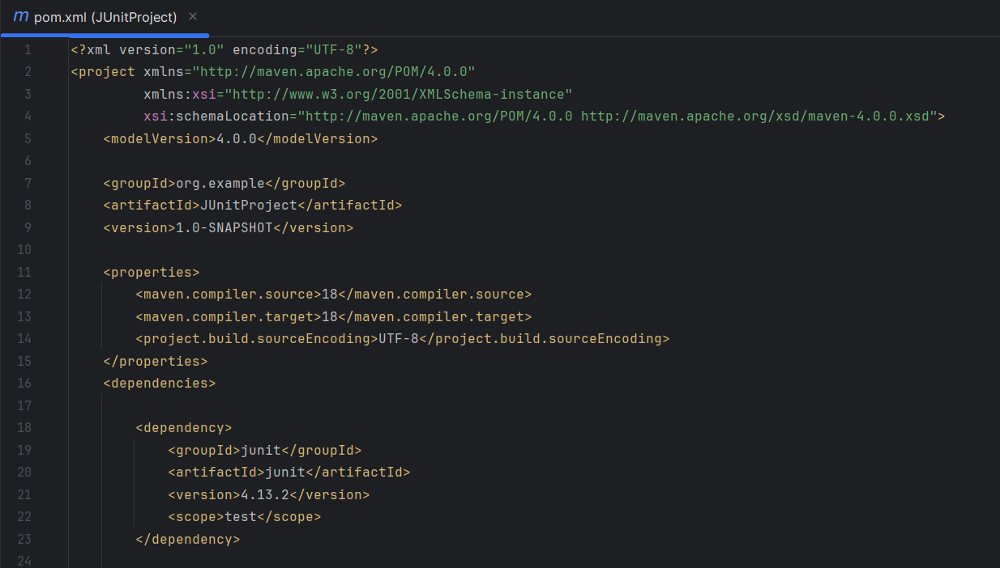 m pom.xml (JUnitProject) ×
1 <?xml version="1.0" encoding="UTF-8"?>
2 <project xmlns="http://maven.apache.org/POM/4.0.0"
3 xmlns:xsi="http://www.w3.org/2001/XMLSchema-instance"
4 xsi:schemaLocation="http://maven.apache.org/POM/4.0.0 http://maven.apache.org/xsd/maven-4.0.0.xsd">
5 <modelVersion>4.0.0</modelVersion>
6
7 <groupId>org.example</groupId>
8 <artifactId>JUnitProject</artifactId>
9 <version>1.0-SNAPSHOT</version>
10
11 <properties>
12 <maven.compiler.source>18</maven.compiler.source>
13 <maven.compiler.target>18</maven.compiler.target>
14 <project.build.sourceEncoding>UTF-8</project.build.sourceEncoding>
15 </properties>
16 <dependencies>
17
18 <dependency>
19 <groupId>junit</groupId>
20 <artifactId>junit</artifactId>
21 <version>4.13.2</version>
22 <scope>test</scope>
23 </dependency>
24